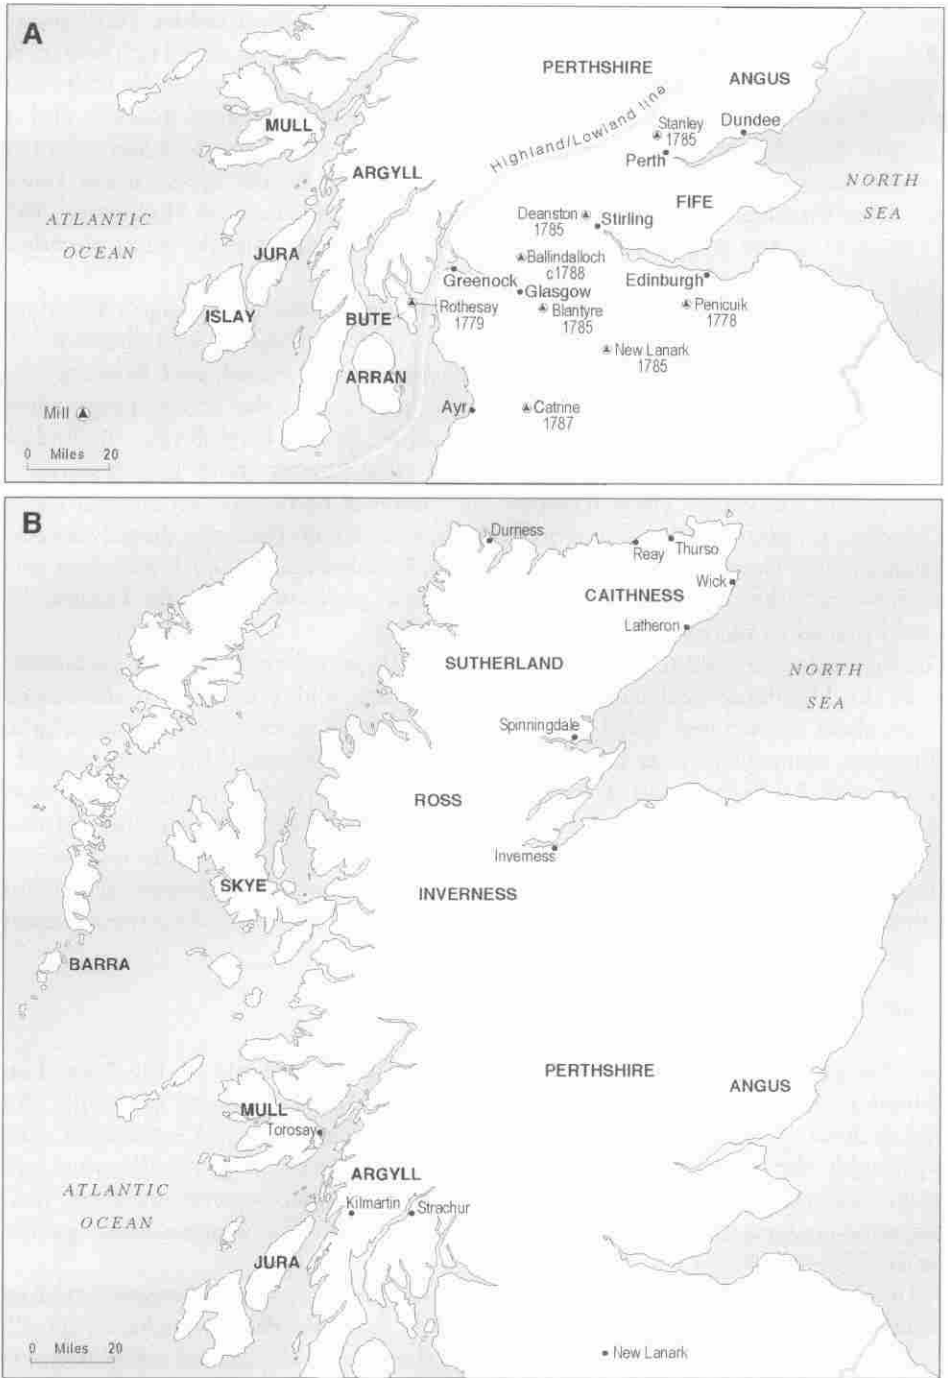 A
PERTHSHIRE
ANGUS
Highland/Lowland line
MULL
Stanley
1785
Dundee
Perth
ARGYLL
NORTH
SEA
FIFE
ATLANTIC
OCEAN
Deanston
1785
Stirling
JURA
Ballindalloch
c1788
Greenock
Edinburgh
Glasgow
ISLAY
BUTE
Rothesay
1779
Blantyre
1785
Penicuik
1778
New Lanark
1785
ARRAN
Mill
Ayr
Catrine
1787
0 Miles 20
B
Durness
Reay
Thurso
Wick
CAITHNESS
Latheron
SUTHERLAND
NORTH
SEA
Spinningdale
ROSS
Inverness
SKYE
INVERNESS
BARRA
PERTHSHIRE
ANGUS
MULL
Torosay
ARGYLL
ATLANTIC
OCEAN
Kilmartin
Strachur
JURA
0 Miles 20
New Lanark